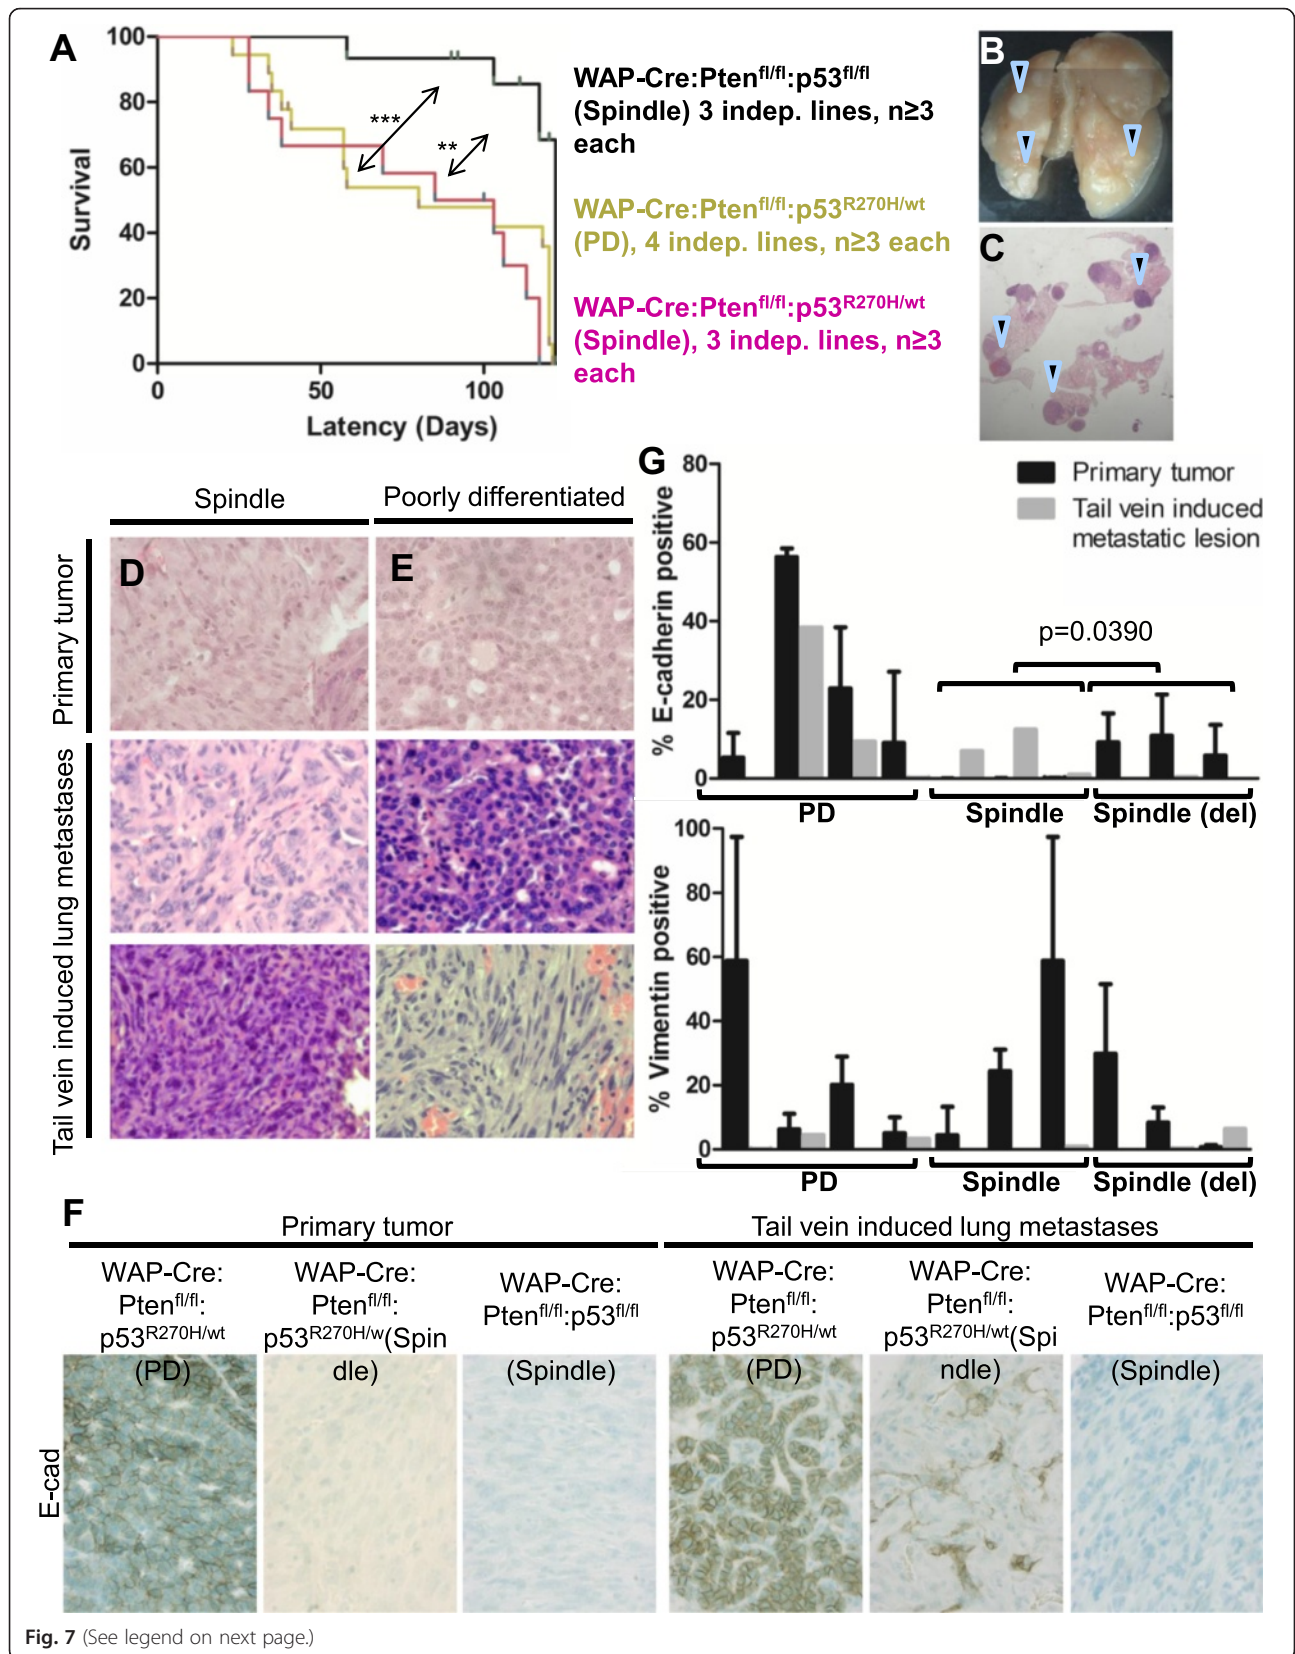 A
100
80
60
40
20
0
Survival
0
50
100
Latency (Days)
***
**
WAP-Cre:Pten^fl/fl:p53^fl/fl
(Spindle) 3 indep. lines, n≥3
each
WAP-Cre:Pten^fl/fl:p53^R270H/wt
(PD), 4 indep. lines, n≥3 each
WAP-Cre:Pten^fl/fl:p53^R270H/wt
(Spindle), 3 indep. lines, n≥3
each
B
C
Spindle
Poorly differentiated
Primary tumor
Tail vein induced lung metastases
D
E
G
80
60
40
20
0
% E-cadherin positive
Primary tumor
Tail vein induced
metastatic lesion
p=0.0390
PD
Spindle
Spindle (del)
100
80
60
40
20
0
% Vimentin positive
PD
Spindle
Spindle (del)
F
Primary tumor
Tail vein induced lung metastases
WAP-Cre:
Pten^fl/fl:
p53^R270H/wt
(PD)
WAP-Cre:
Pten^fl/fl:
p53^R270H/w(Spin
dle)
WAP-Cre:
Pten^fl/fl:p53^fl/fl
(Spindle)
WAP-Cre:
Pten^fl/fl:
p53^R270H/wt
(PD)
WAP-Cre:
Pten^fl/fl:
p53^R270H/wt(Spi
ndle)
WAP-Cre:
Pten^fl/fl:p53^fl/fl
(Spindle)
E-cad
Fig. 7 (See legend on next page.)